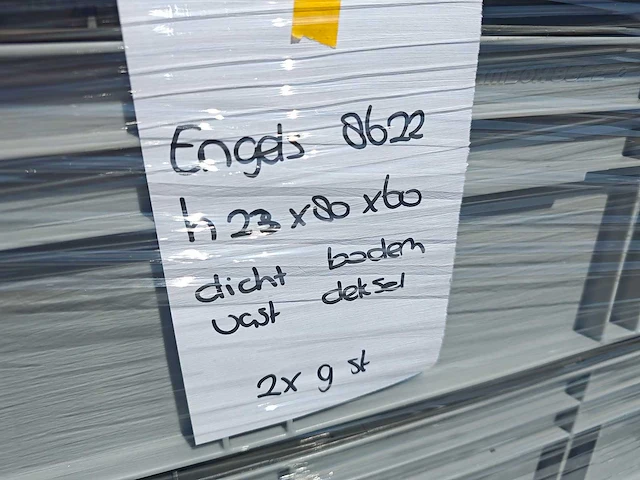 Engels 8622
h 23 x 80 x 60
dicht bodem
vast deksel
2x 9 st